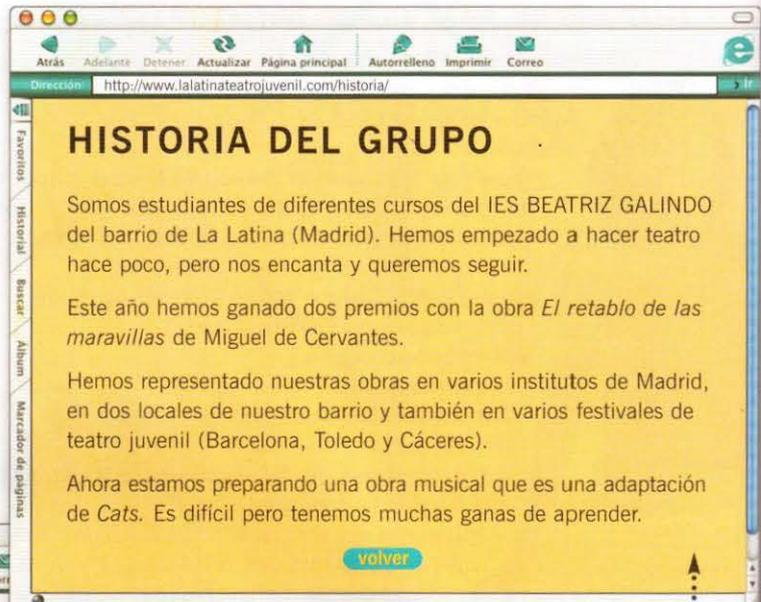 Atrás Adelante Detener Actualizar Página principal Autorrelleno Imprimir Correo
Dirección: http://www.lalatinateatrojuvenil.com/historia/ Ir
Favoritos
Historial
Buscar
Álbum
Marcador de páginas
HISTORIA DEL GRUPO
Somos estudiantes de diferentes cursos del IES BEATRIZ GALINDO
del barrio de La Latina (Madrid). Hemos empezado a hacer teatro
hace poco, pero nos encanta y queremos seguir.
Este año hemos ganado dos premios con la obra El retablo de las
maravillas de Miguel de Cervantes.
Hemos representado nuestras obras en varios institutos de Madrid,
en dos locales de nuestro barrio y también en varios festivales de
teatro juvenil (Barcelona, Toledo y Cáceres).
Ahora estamos preparando una obra musical que es una adaptación
de Cats. Es difícil pero tenemos muchas ganas de aprender.
volver